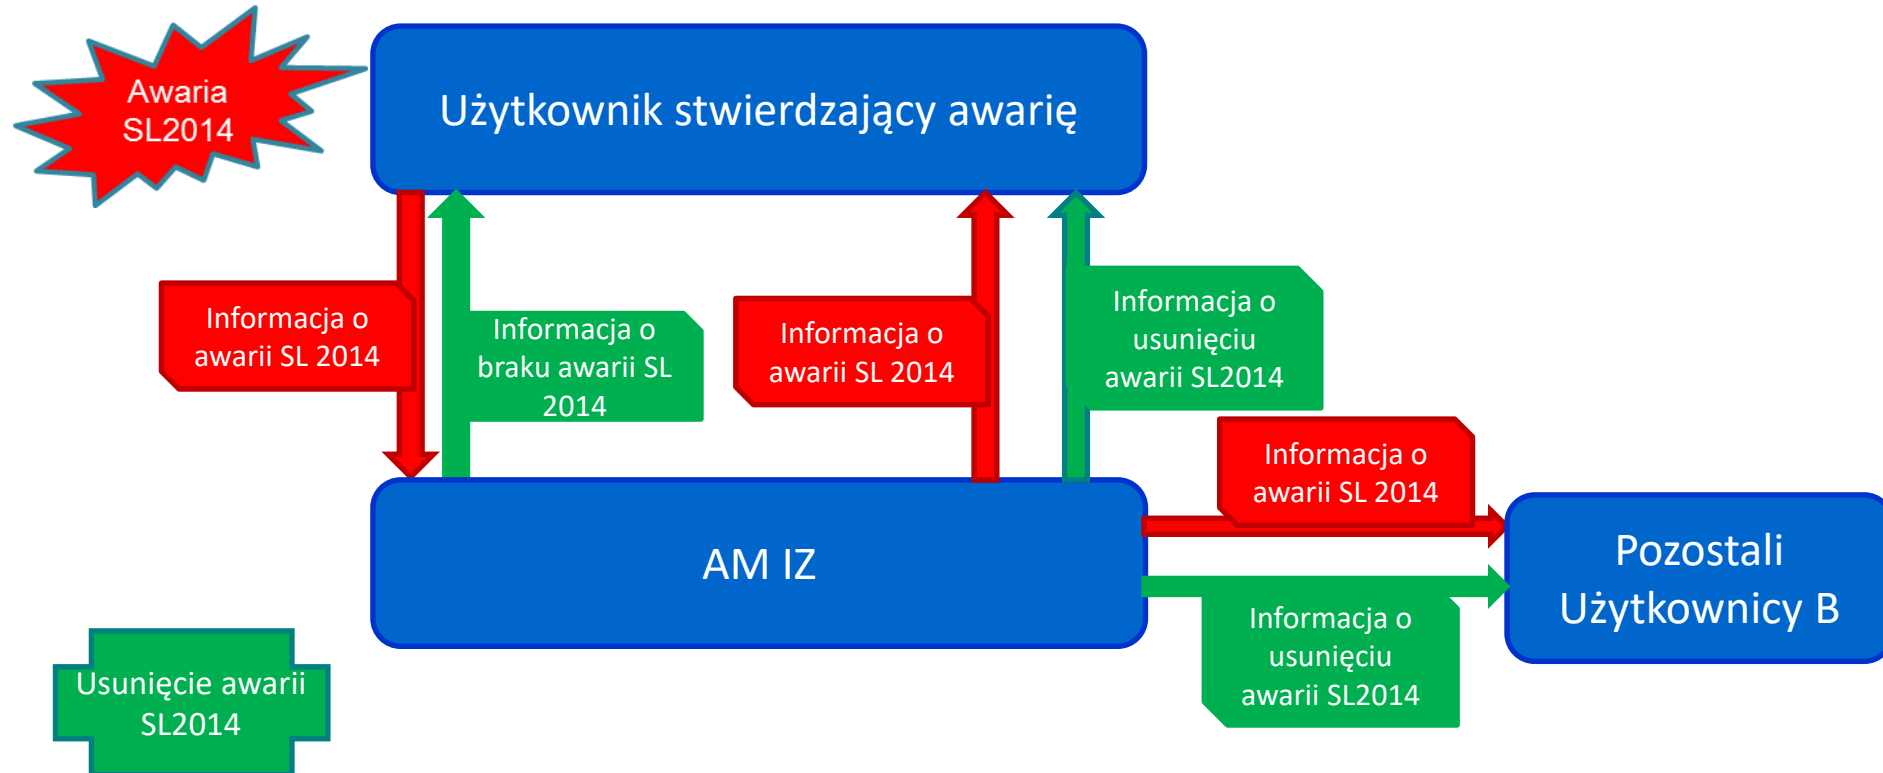 Awaria
SL2014
Użytkownik stwierdzający awarię
Informacja o
awarii SL 2014
Informacja o
braku awarii SL
2014
Informacja o
awarii SL 2014
Informacja o
usunięciu
awarii SL2014
Informacja o
awarii SL 2014
AM IZ
Pozostali
Użytkownicy B
Informacja o
usunięciu
awarii SL2014
Usunięcie awarii
SL2014